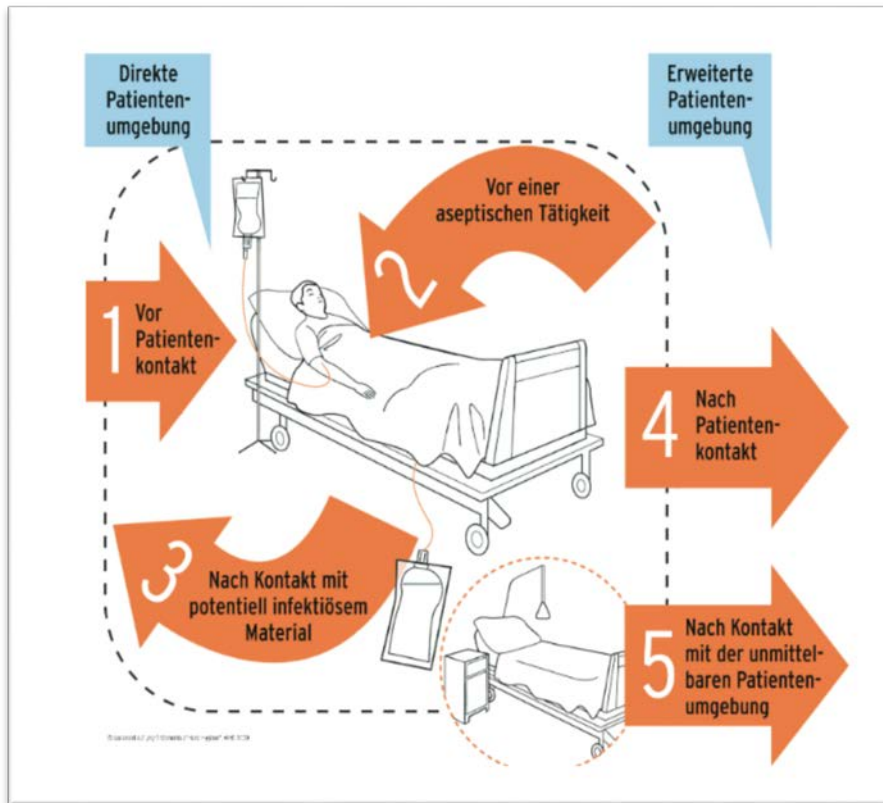 Direkte
Patienten-
umgebung
Erweiterte
Patienten-
umgebung
1
Vor
Patienten-
kontakt
2
Vor einer
aseptischen Tätigkeit
3
Nach Kontakt mit
potentiell infektiösem
Material
4
Nach
Patienten-
kontakt
5
Nach Kontakt
mit der unmittel-
baren Patienten-
umgebung